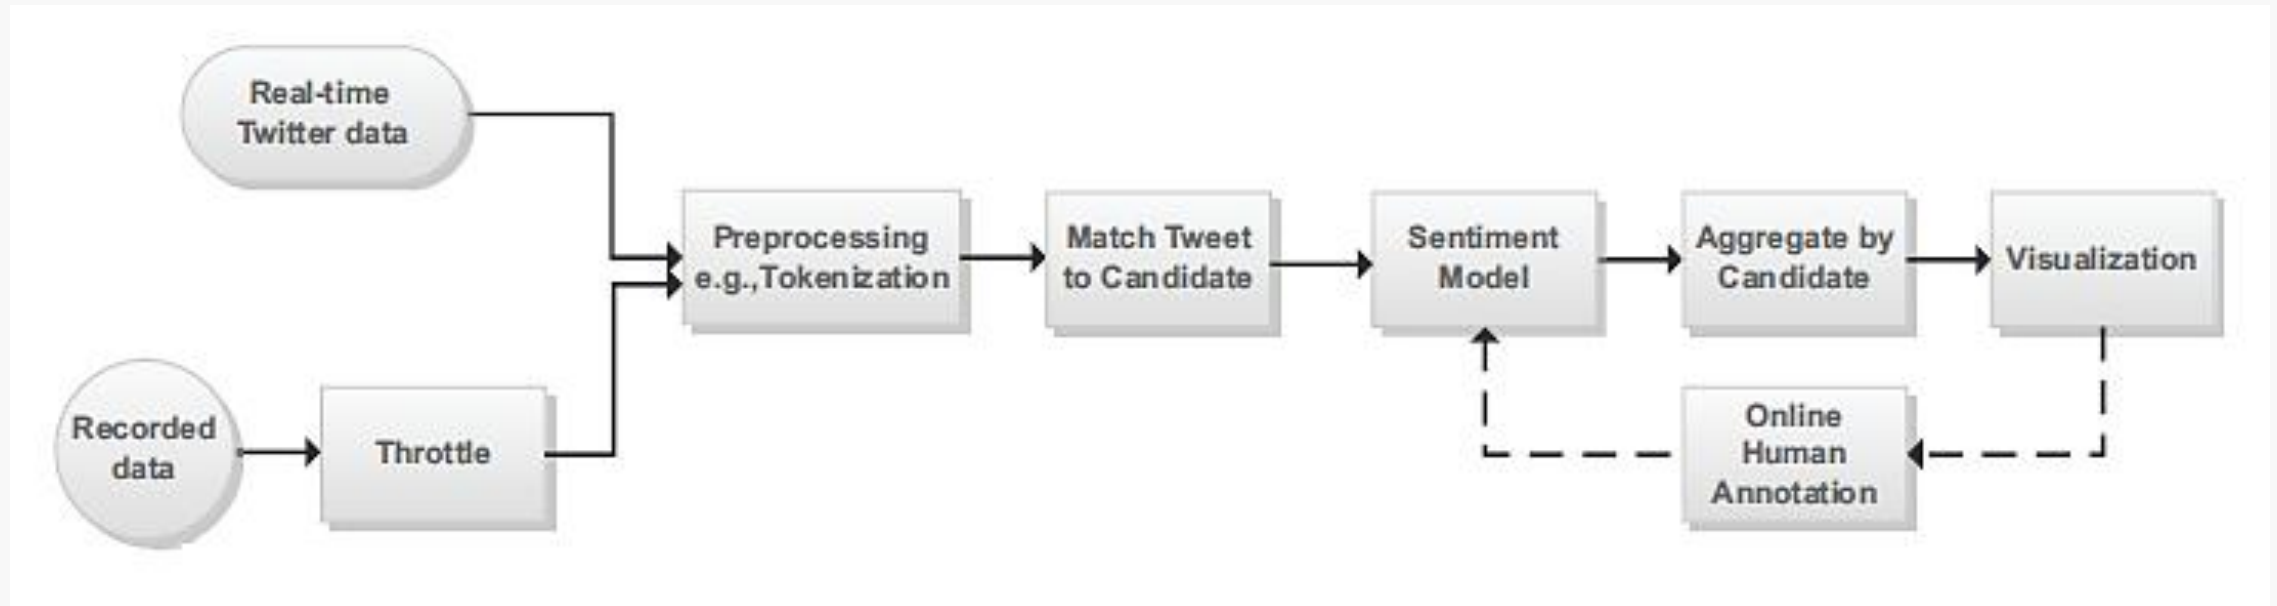 Real-time
Twitter data
Preprocessing
e.g.,Tokenization
Match Tweet
to Candidate
Sentiment
Model
Aggregate by
Candidate
Visualization
Recorded
data
Throttle
Online
Human
Annotation